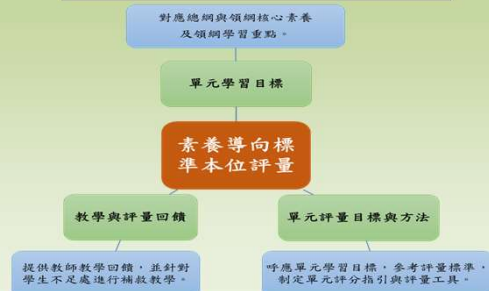 對應總綱與領綱核心素養
及領綱學習重點。
單元學習目標
素養導向標
準本位評量
教學與評量回饋
單元評量目標與方法
提供教師教學回饋，並針對
學生不足處進行補救教學。
呼應單元學習目標，參考評量標準，
制定單元評分指引與評量工具。